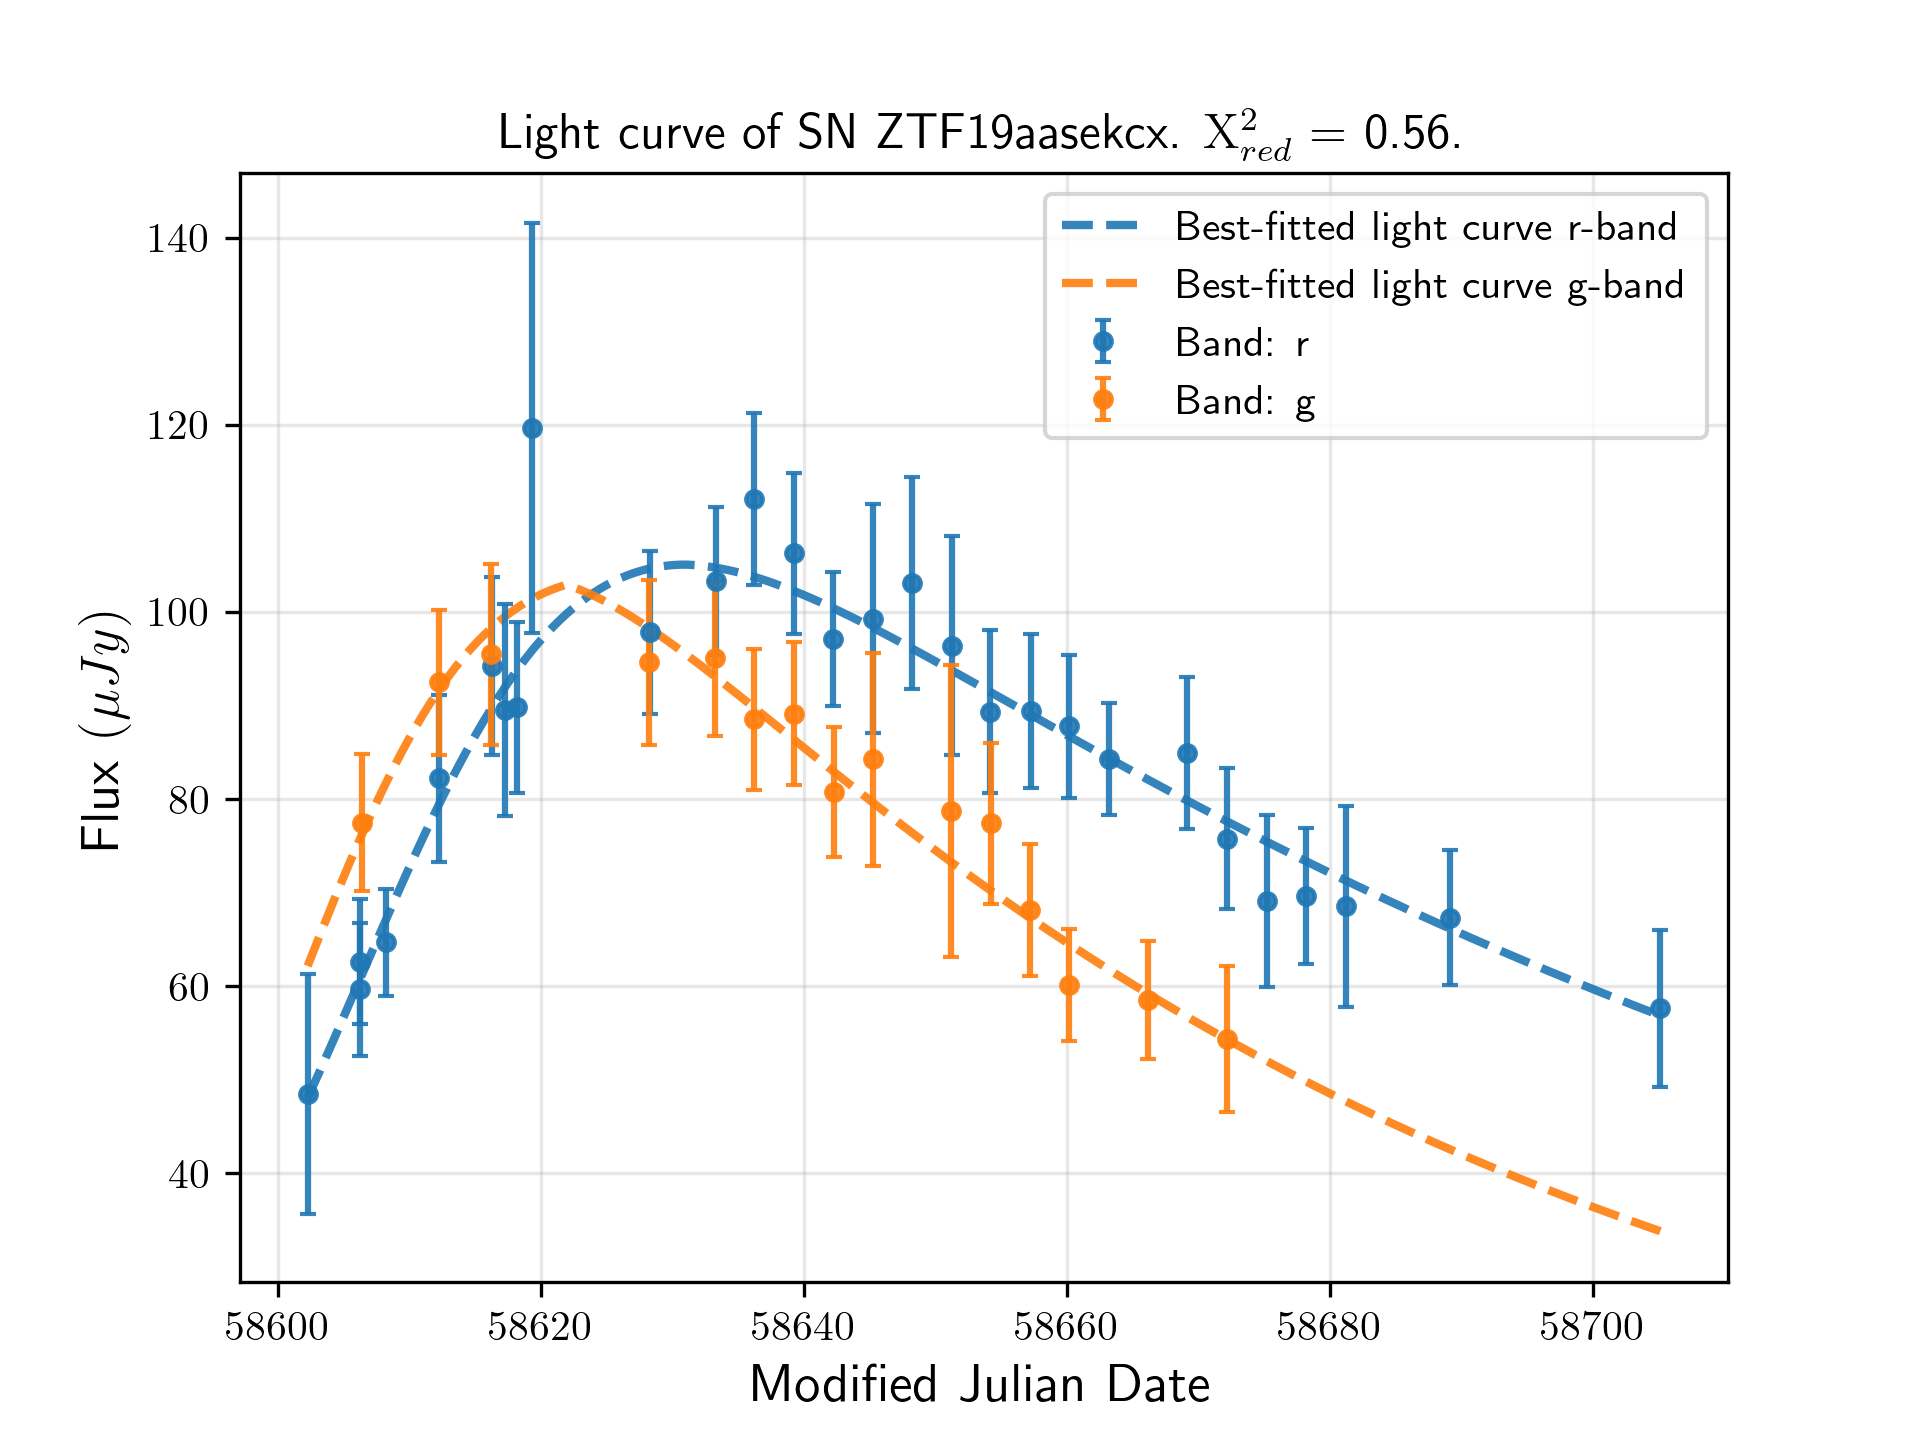 Light curve of SN ZTF19aasekcx. X²_red = 0.56.
Best-fitted light curve r-band
Best-fitted light curve g-band
Band: r
Band: g
Flux (μJy)
140
120
100
80
60
40
58600 58620 58640 58660 58680 58700
Modified Julian Date